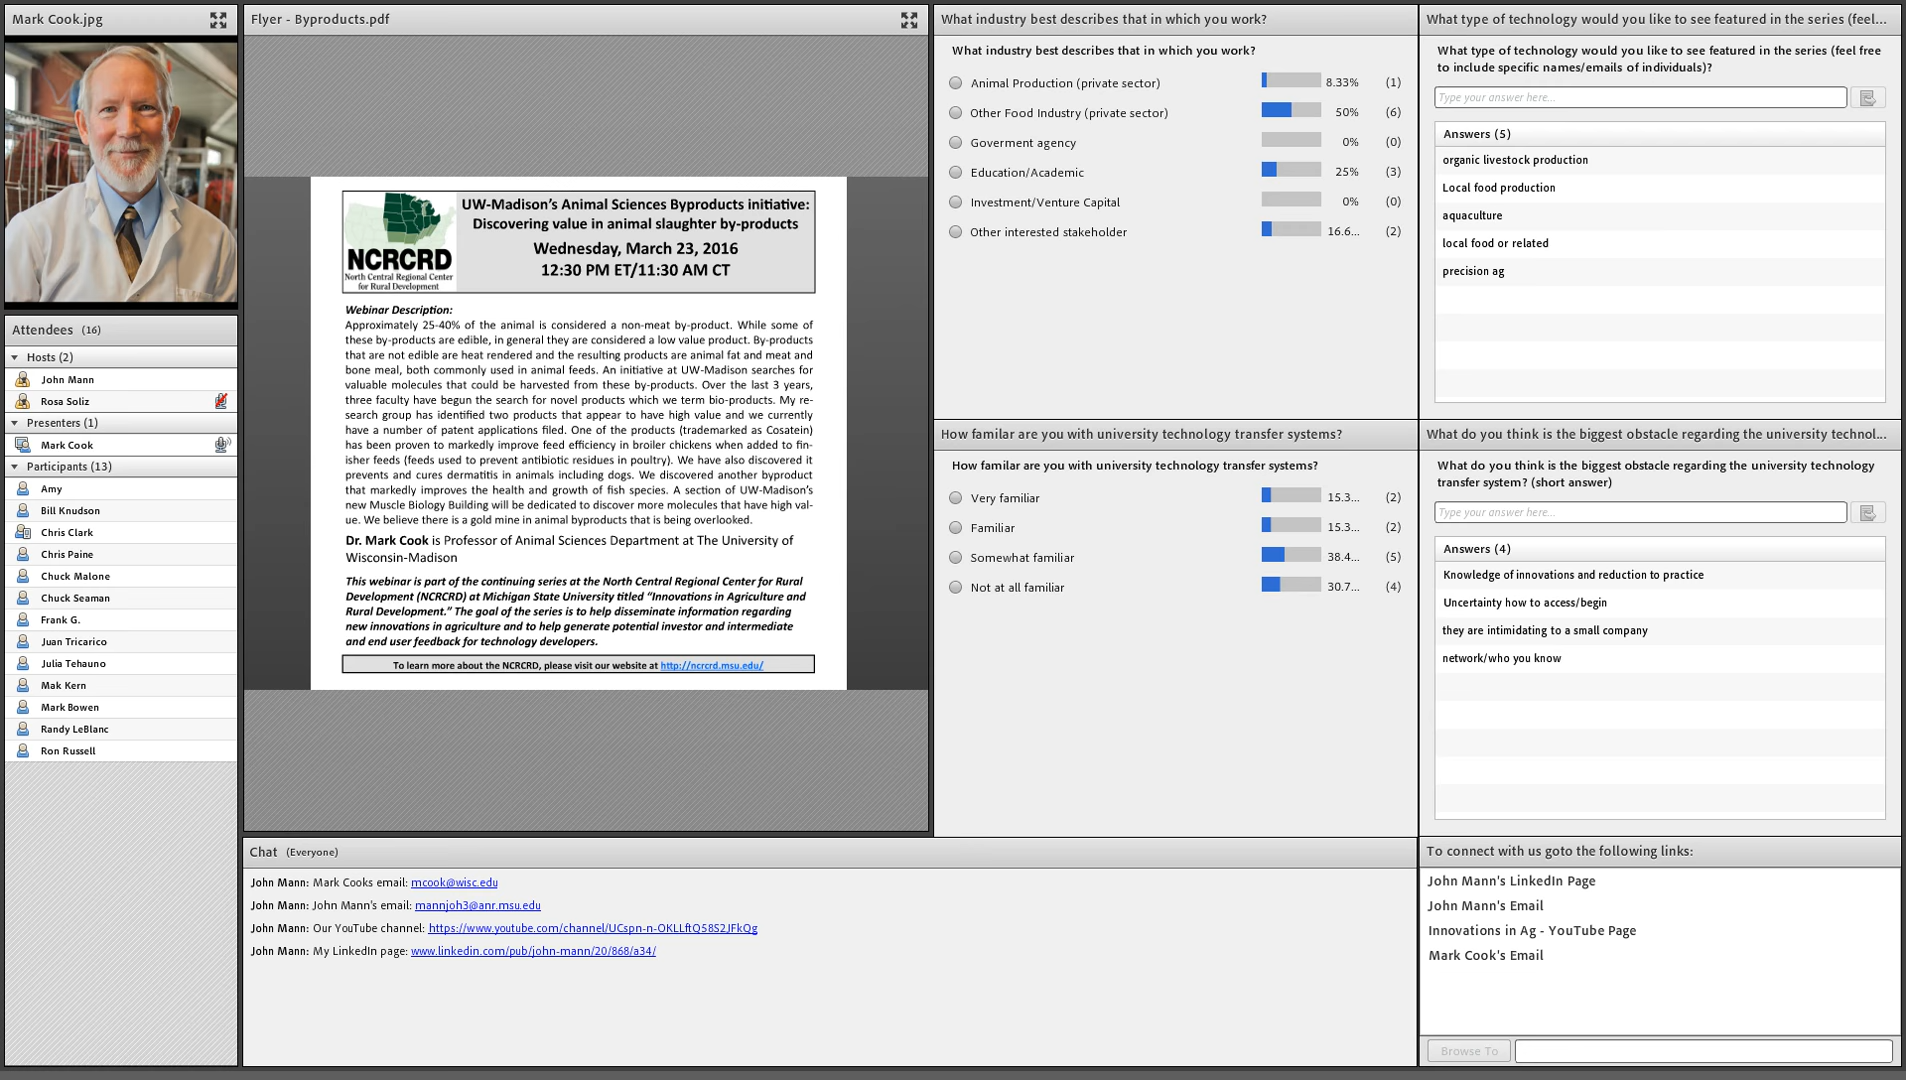 Mark Cook.jpg
Attendees (16)
Hosts (2)
John Mann
Rosa Soliz
Presenters (1)
Mark Cook
Participants (13)
Amy
Bill Knudson
Chris Clark
Chris Paine
Chuck Malone
Chuck Seaman
Frank G.
Juan Tricarico
Julia Tehauno
Mak Kern
Mark Bowen
Randy LeBlanc
Ron Russell
Flyer - Byproducts.pdf
NCRCRD
North Central Regional Center
for Rural Development
UW-Madison's Animal Sciences Byproducts initiative:
Discovering value in animal slaughter by-products
Wednesday, March 23, 2016
12:30 PM ET/11:30 AM CT
Webinar Description:
Approximately 25-40% of the animal is considered a non-meat by-product. While some of
these by-products are edible, in general they are considered a low value product. By-products
that are not edible are heat rendered and the resulting products are animal fat and meat and
bone meal, both commonly used in animal feeds. An initiative at UW-Madison searches for
valuable molecules that could be harvested from these by-products. Over the last 3 years,
three faculty have begun the search for novel products which we term bio-products. My re-
search group has identified two products that appear to have high value and we currently
have a number of patent applications filed. One of the products (trademarked as Cosatein)
has been proven to markedly improve feed efficiency in broiler chickens when added to fin-
isher feeds (feeds used to prevent antibiotic residues in poultry). We have also discovered it
prevents and cures dermatitis in animals including dogs. We discovered another byproduct
that markedly improves the health and growth of fish species. A section of UW-Madison's
new Muscle Biology Building will be dedicated to discover more molecules that have high val-
ue. We believe there is a gold mine in animal byproducts that is being overlooked.
Dr. Mark Cook is Professor of Animal Sciences Department at The University of
Wisconsin-Madison
This webinar is part of the continuing series at the North Central Regional Center for Rural
Development (NCRCRD) at Michigan State University titled "Innovations in Agriculture and
Rural Development." The goal of the series is to help disseminate information regarding
new innovations in agriculture and to help generate potential investor and intermediate
and end user feedback for technology developers.
To learn more about the NCRCRD, please visit our website at http://ncrcrd.msu.edu/
What industry best describes that in which you work?
What industry best describes that in which you work?
Animal Production (private sector) 8.33% (1)
Other Food Industry (private sector) 50% (6)
Goverment agency 0% (0)
Education/Academic 25% (3)
Investment/Venture Capital 0% (0)
Other interested stakeholder 16.6... (2)
How familar are you with university technology transfer systems?
How familar are you with university technology transfer systems?
Very familiar 15.3... (2)
Familiar 15.3... (2)
Somewhat familiar 38.4... (5)
Not at all familiar 30.7... (4)
What type of technology would you like to see featured in the series (feel...
What type of technology would you like to see featured in the series (feel free
to include specific names/emails of individuals)?
Type your answer here...
Answers (5)
organic livestock production
Local food production
aquaculture
local food or related
precision ag
What do you think is the biggest obstacle regarding the university technol...
What do you think is the biggest obstacle regarding the university technology
transfer system? (short answer)
Type your answer here...
Answers (4)
Knowledge of innovations and reduction to practice
Uncertainty how to access/begin
they are intimidating to a small company
network/who you know
Chat (Everyone)
John Mann: Mark Cooks email: mcook@wisc.edu
John Mann: John Mann's email: mannjoh3@anr.msu.edu
John Mann: Our YouTube channel: https://www.youtube.com/channel/UCspn-n-OKLLftQ58S2JFkQg
John Mann: My LinkedIn page: www.linkedin.com/pub/john-mann/20/868/a34/
To connect with us goto the following links:
John Mann's LinkedIn Page
John Mann's Email
Innovations in Ag - YouTube Page
Mark Cook's Email
Browse To